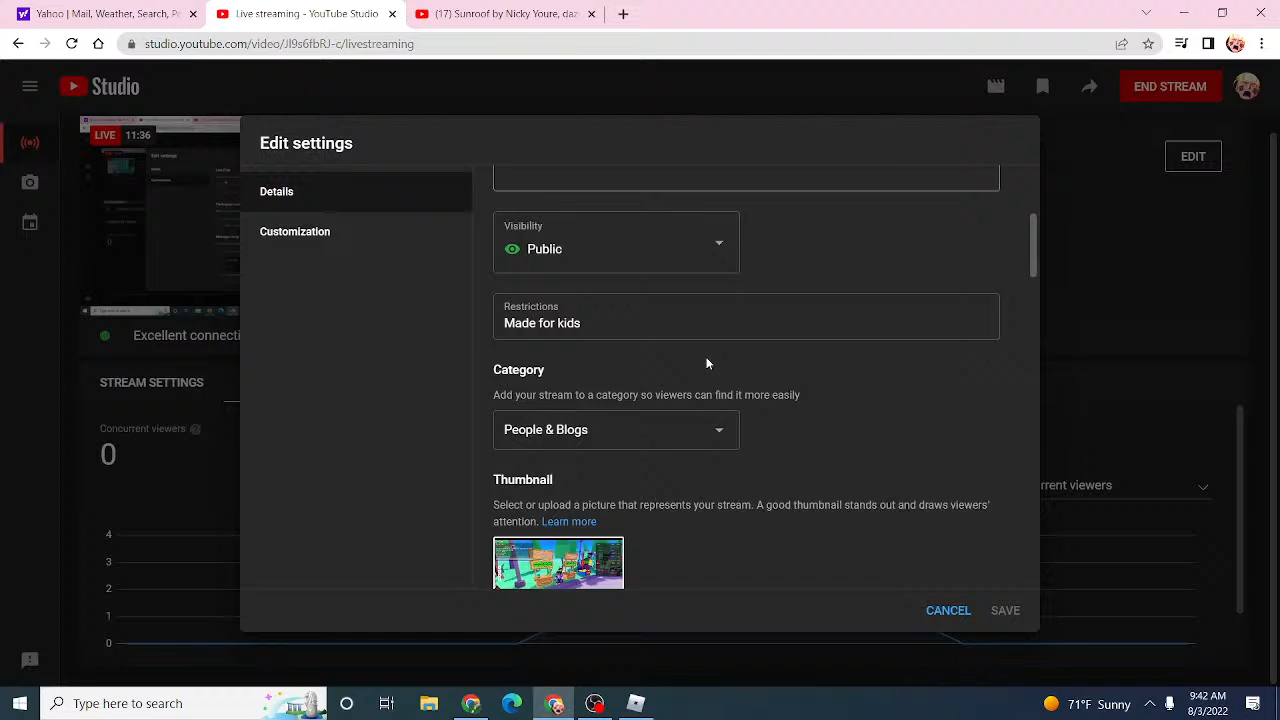 Yahoo | Mail, Weather, Search, P
Live streaming - YouTube Studio
(17) Sunroof by Nicky Youre, daz
studio.youtube.com/video/JI9s6fbRJ-c/livestreaming
Studio
END STREAM
LIVE 11:36
Edit settings
EDIT
Details
Customization
Visibility
Public
Restrictions
Made for kids
Excellent connecti
Category
Add your stream to a category so viewers can find it more easily
People & Blogs
STREAM SETTINGS
Concurrent viewers
0
Thumbnail
Select or upload a picture that represents your stream. A good thumbnail stands out and draws viewers'
attention. Learn more
rrent viewers
4
3
2
1
0
CANCEL SAVE
Type here to search
71°F Sunny
9:42 AM
8/3/2022